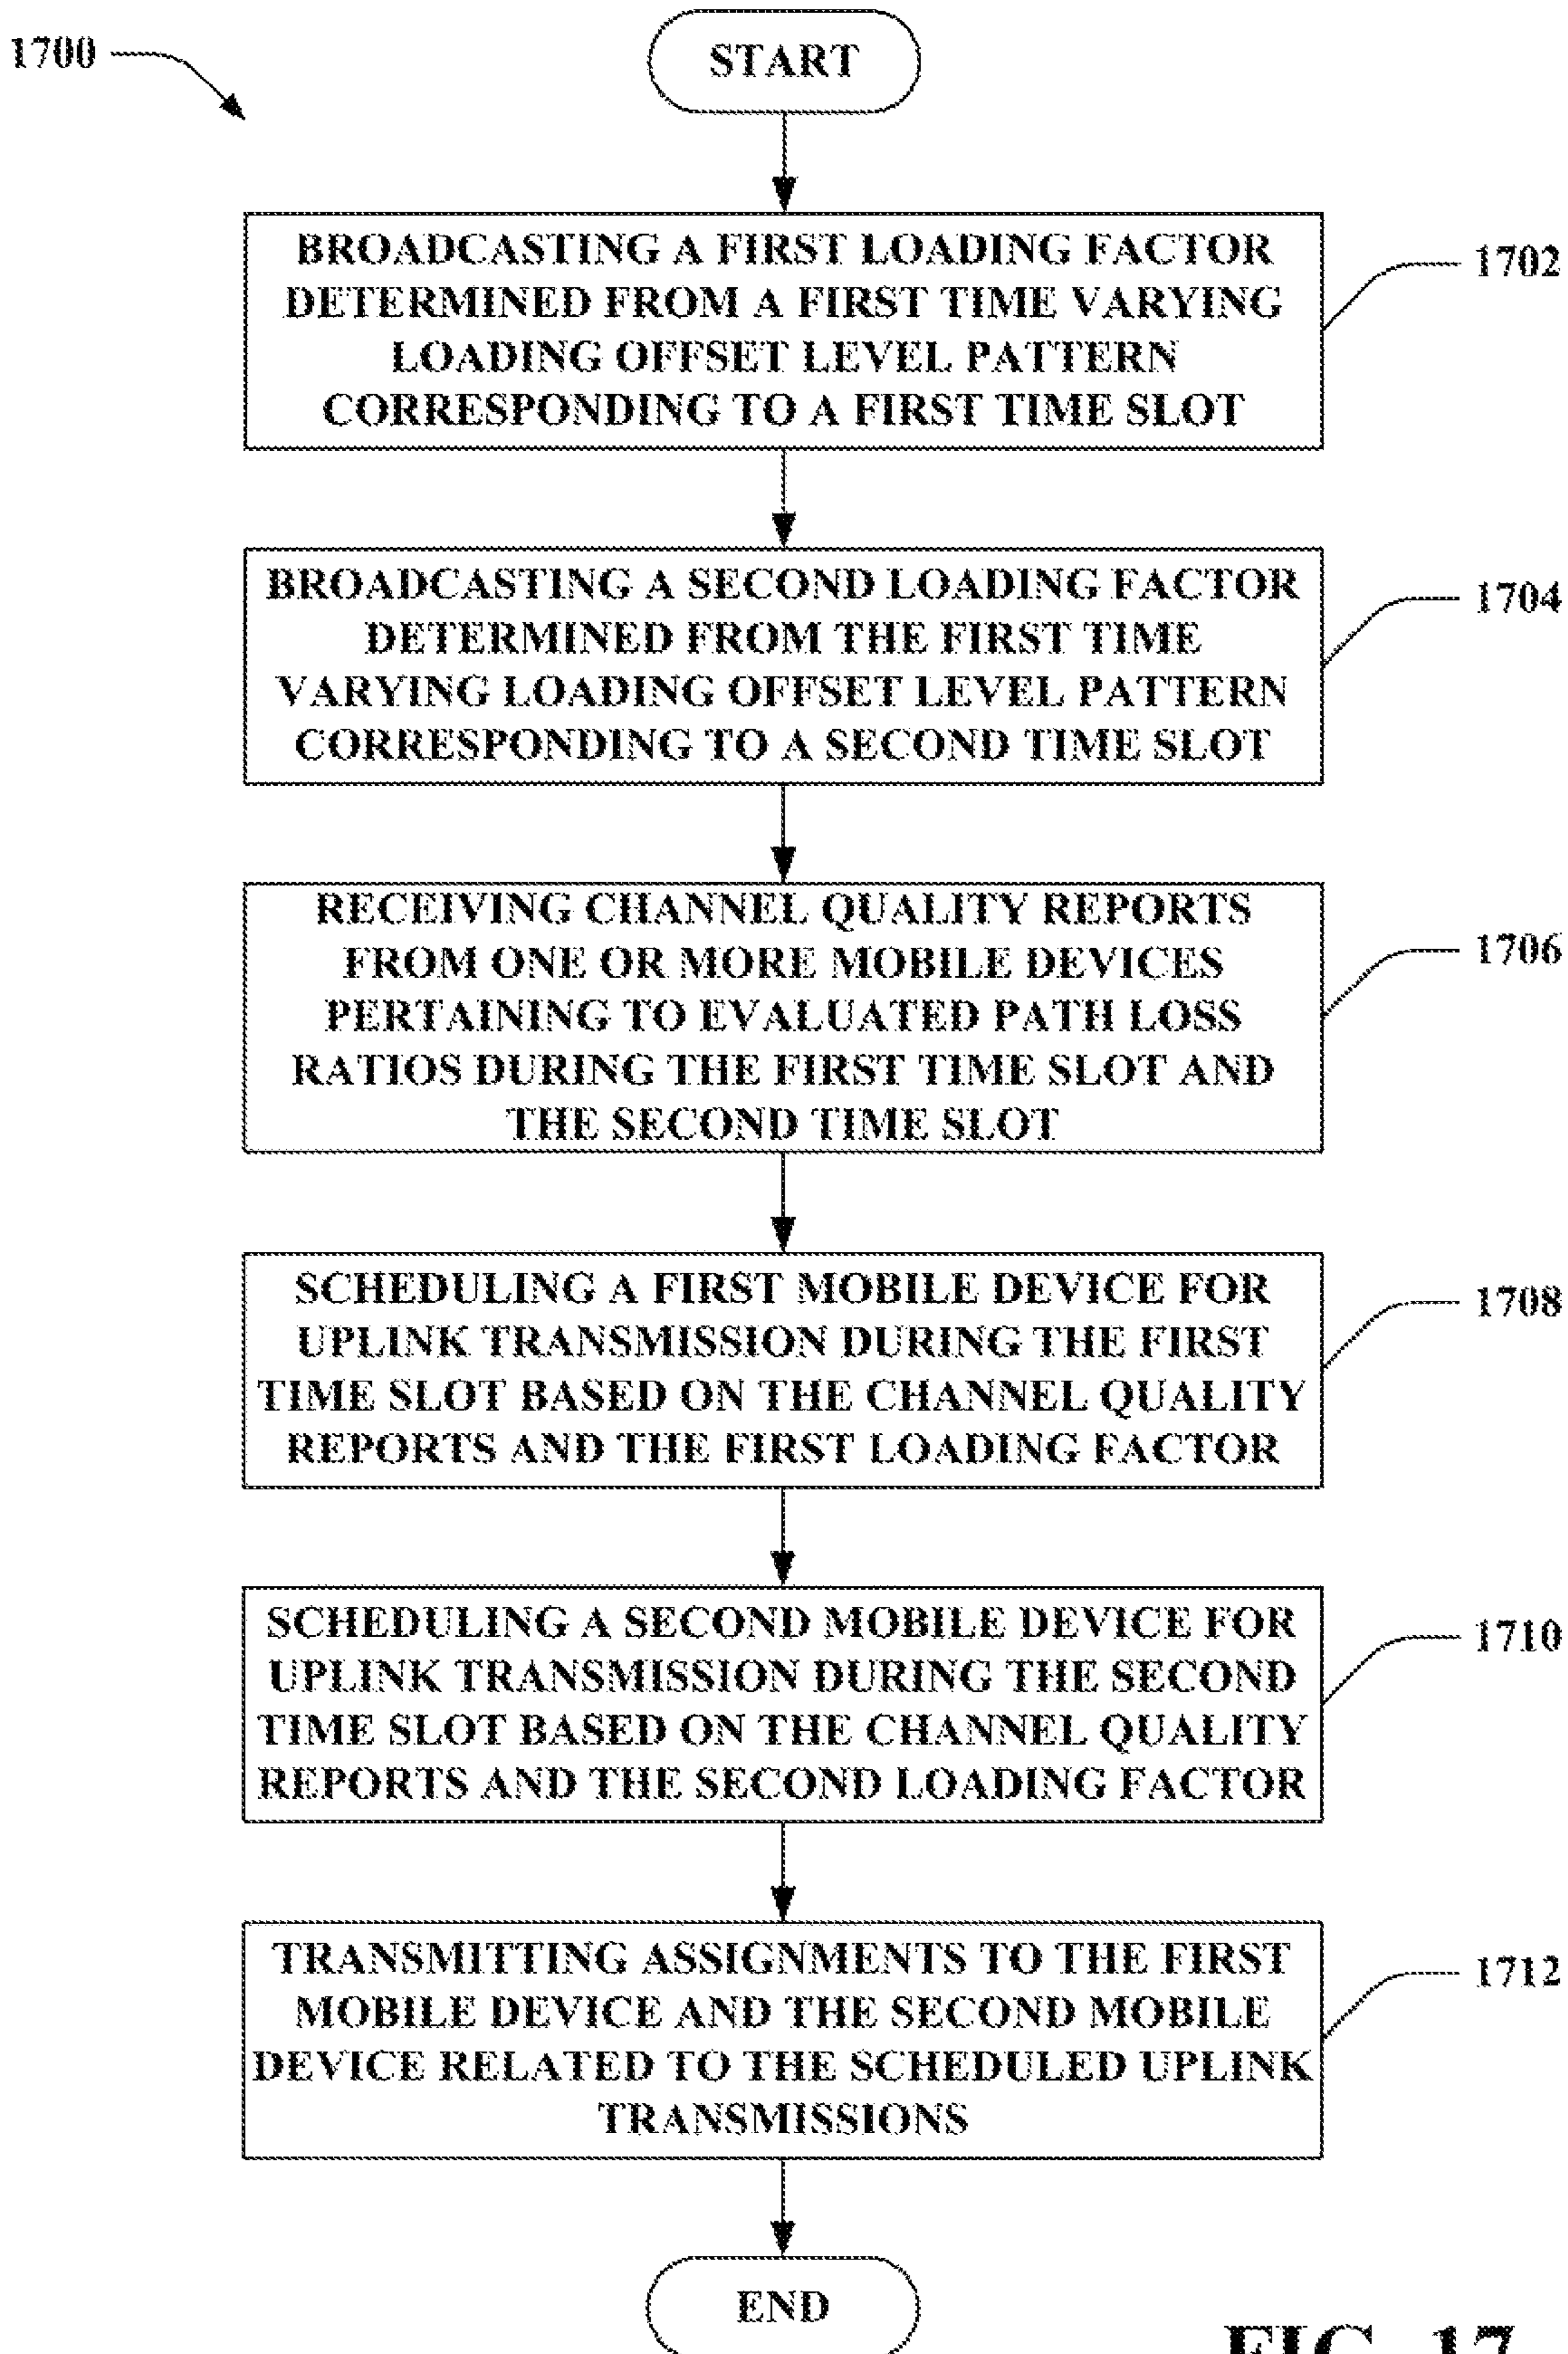 1700
START
BROADCASTING A FIRST LOADING FACTOR
DETERMINED FROM A FIRST TIME VARYING
LOADING OFFSET LEVEL PATTERN
CORRESPONDING TO A FIRST TIME SLOT
1702
BROADCASTING A SECOND LOADING FACTOR
DETERMINED FROM THE FIRST TIME
VARYING LOADING OFFSET LEVEL PATTERN
CORRESPONDING TO A SECOND TIME SLOT
1704
RECEIVING CHANNEL QUALITY REPORTS
FROM ONE OR MORE MOBILE DEVICES
PERTAINING TO EVALUATED PATH LOSS
RATIOS DURING THE FIRST TIME SLOT AND
THE SECOND TIME SLOT
1706
SCHEDULING A FIRST MOBILE DEVICE FOR
UPLINK TRANSMISSION DURING THE FIRST
TIME SLOT BASED ON THE CHANNEL QUALITY
REPORTS AND THE FIRST LOADING FACTOR
1708
SCHEDULING A SECOND MOBILE DEVICE FOR
UPLINK TRANSMISSION DURING THE SECOND
TIME SLOT BASED ON THE CHANNEL QUALITY
REPORTS AND THE SECOND LOADING FACTOR
1710
TRANSMITTING ASSIGNMENTS TO THE FIRST
MOBILE DEVICE AND THE SECOND MOBILE
DEVICE RELATED TO THE SCHEDULED UPLINK
TRANSMISSIONS
1712
END
FIG. 17